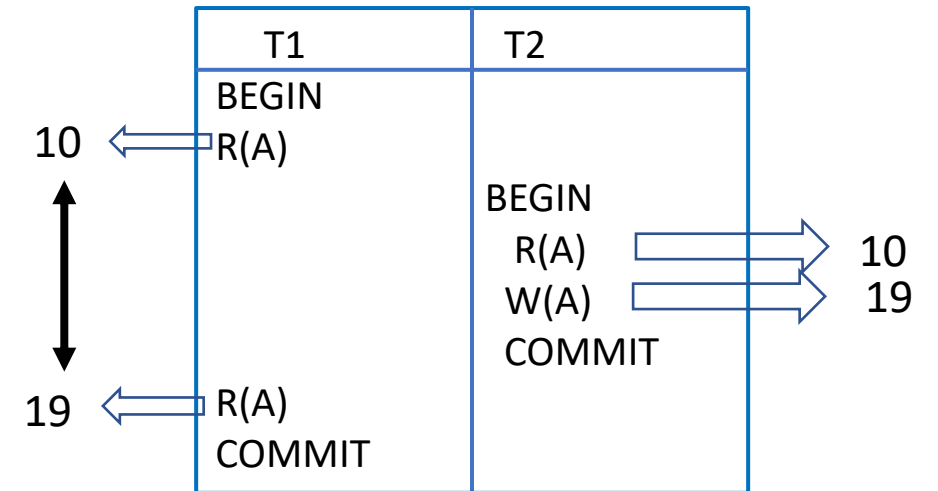 T1 T2
BEGIN
10 R(A)
BEGIN
R(A) 10
W(A) 19
COMMIT
19 R(A)
COMMIT